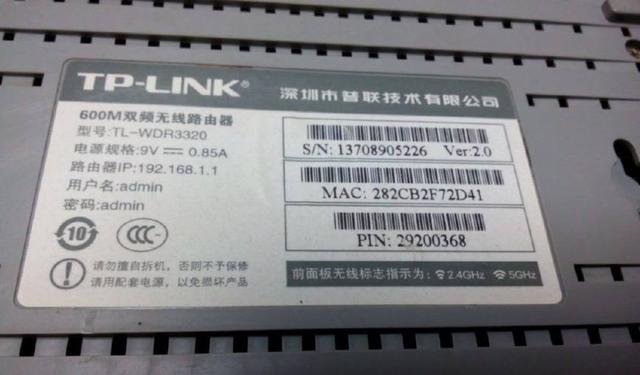 TP-LINK® 深圳市普联技术有限公司
600M双频无线路由器
型号:TL-WDR3320
电源规格:9V⎓0.85A
路由器IP:192.168.1.1
用户名:admin
密码:admin
S/N: 13708905226 Ver:2.0
MAC: 282CB2F72D41
PIN: 29200368
10
CCC
请勿擅自拆机，否则不予保修
请用配套电源，以免损坏产品
前面板无线标志指示为: 2.4GHz 5GHz